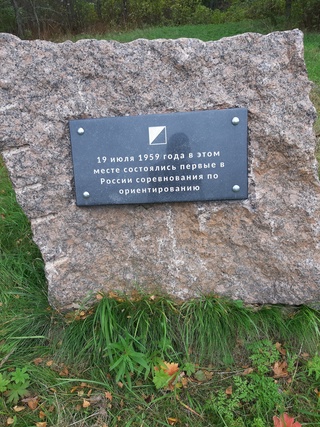 19 июля 1959 года в этом
месте состоялись первые в
России соревнования по
ориентированию